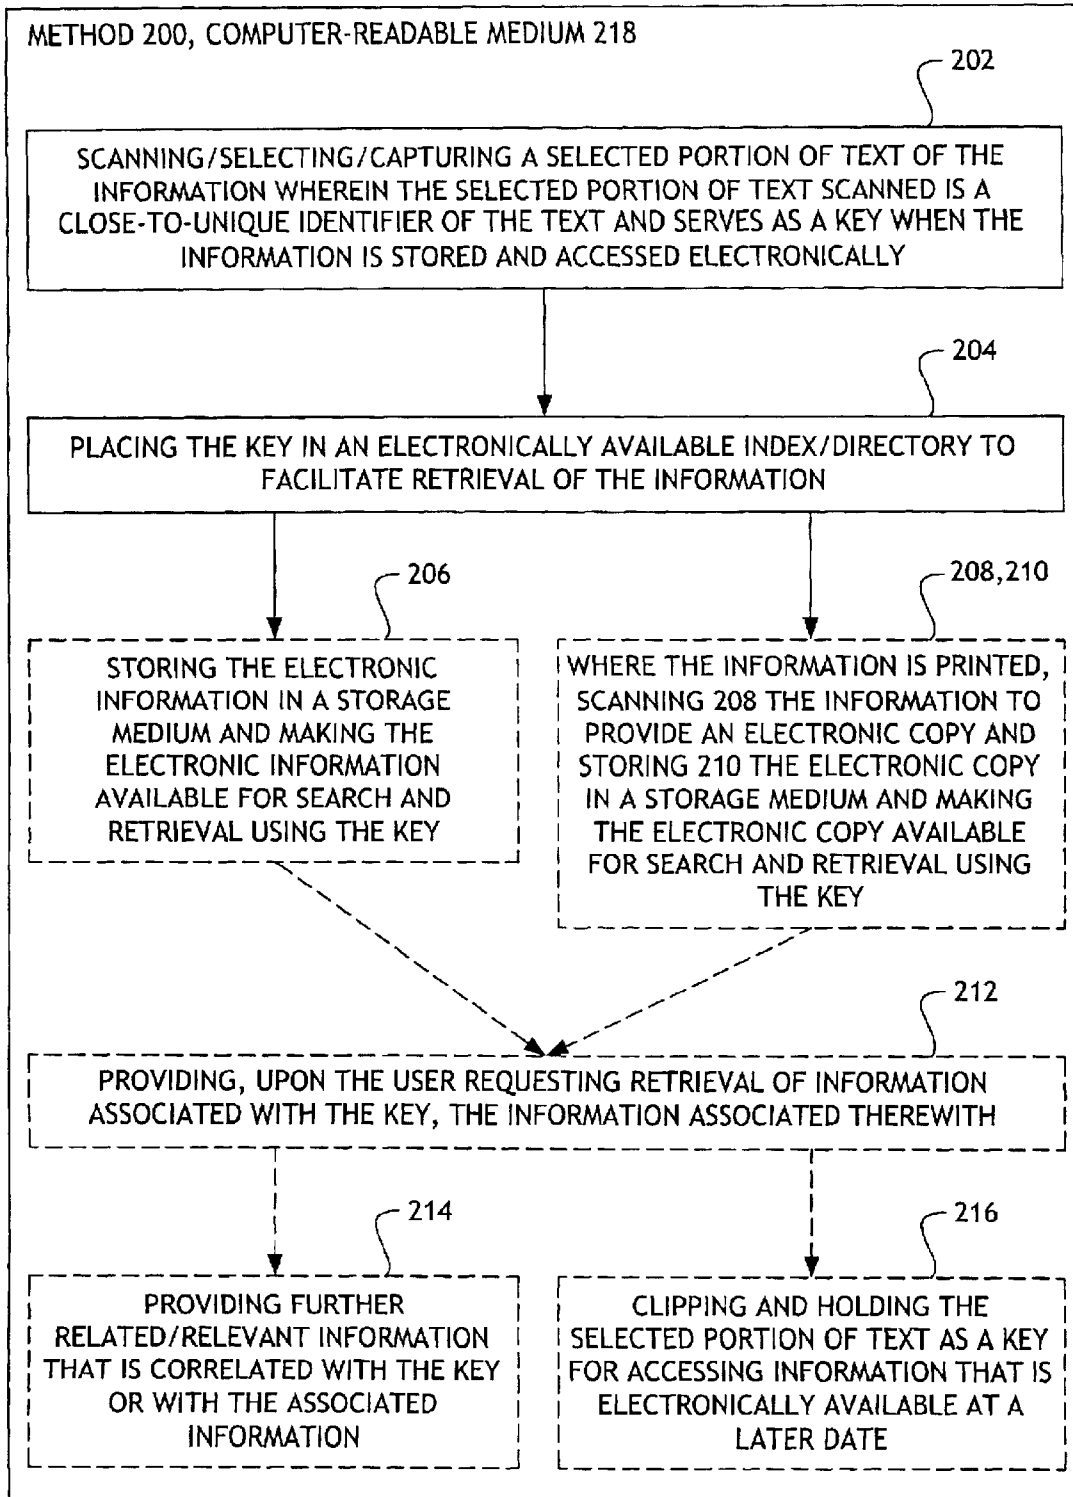 METHOD 200, COMPUTER-READABLE MEDIUM 218
202
SCANNING/SELECTING/CAPTURING A SELECTED PORTION OF TEXT OF THE
INFORMATION WHEREIN THE SELECTED PORTION OF TEXT SCANNED IS A
CLOSE-TO-UNIQUE IDENTIFIER OF THE TEXT AND SERVES AS A KEY WHEN THE
INFORMATION IS STORED AND ACCESSED ELECTRONICALLY
204
PLACING THE KEY IN AN ELECTRONICALLY AVAILABLE INDEX/DIRECTORY TO
FACILITATE RETRIEVAL OF THE INFORMATION
206
STORING THE ELECTRONIC
INFORMATION IN A STORAGE
MEDIUM AND MAKING THE
ELECTRONIC INFORMATION
AVAILABLE FOR SEARCH AND
RETRIEVAL USING THE KEY
208,210
WHERE THE INFORMATION IS PRINTED,
SCANNING 208 THE INFORMATION TO
PROVIDE AN ELECTRONIC COPY AND
STORING 210 THE ELECTRONIC COPY
IN A STORAGE MEDIUM AND MAKING
THE ELECTRONIC COPY AVAILABLE
FOR SEARCH AND RETRIEVAL USING
THE KEY
212
PROVIDING, UPON THE USER REQUESTING RETRIEVAL OF INFORMATION
ASSOCIATED WITH THE KEY, THE INFORMATION ASSOCIATED THEREWITH
214
PROVIDING FURTHER
RELATED/RELEVANT INFORMATION
THAT IS CORRELATED WITH THE KEY
OR WITH THE ASSOCIATED
INFORMATION
216
CLIPPING AND HOLDING THE
SELECTED PORTION OF TEXT AS A KEY
FOR ACCESSING INFORMATION THAT IS
ELECTRONICALLY AVAILABLE AT A
LATER DATE